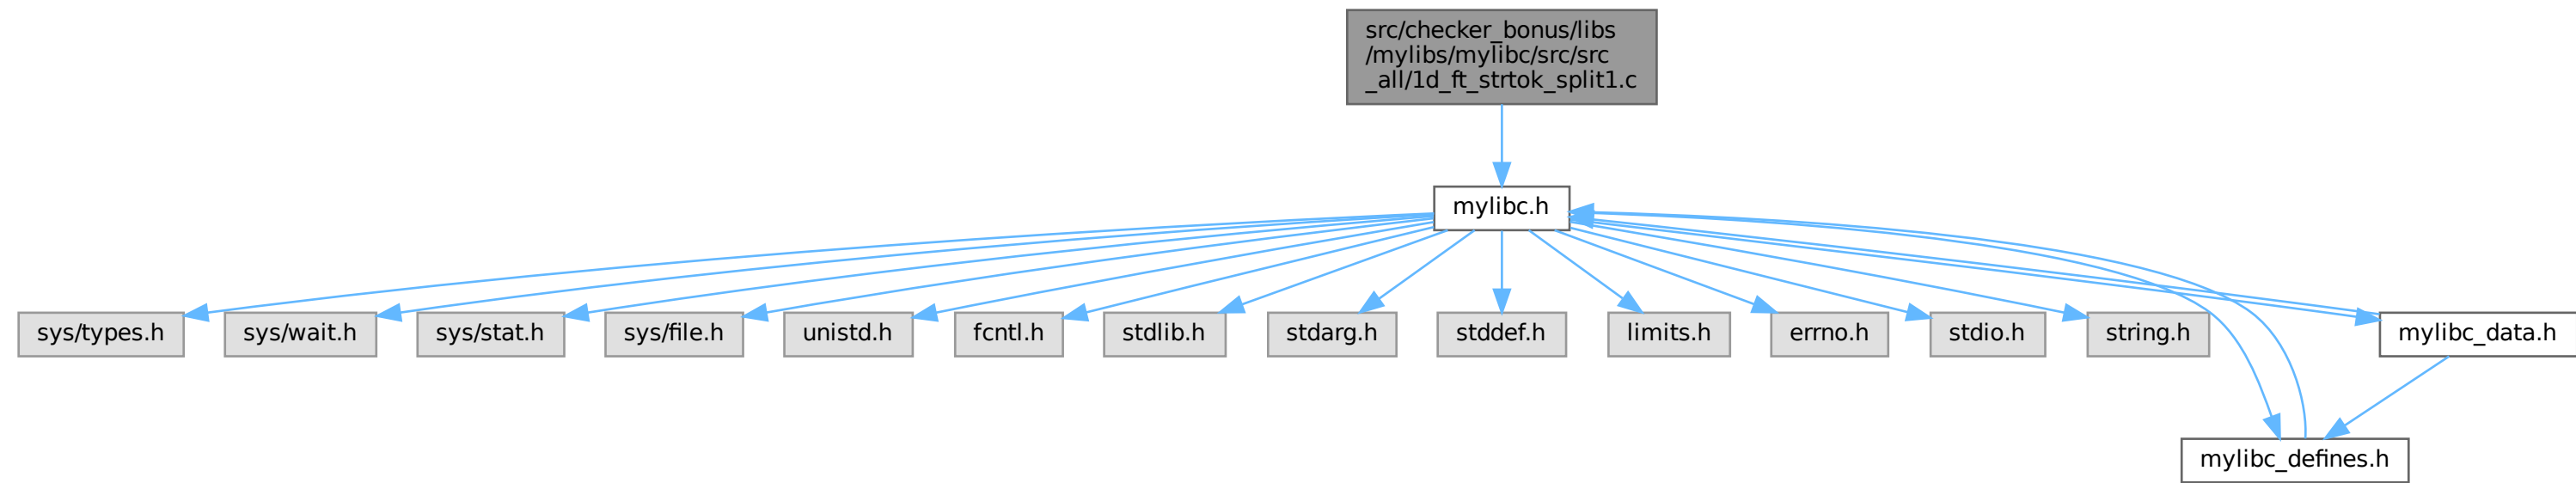 src/checker_bonus/libs
/mylibs/mylibc/src/src
_all/1d_ft_strtok_split1.c
mylibc.h
sys/types.h
sys/wait.h
sys/stat.h
sys/file.h
unistd.h
fcntl.h
stdlib.h
stdarg.h
stddef.h
limits.h
errno.h
stdio.h
string.h
mylibc_data.h
mylibc_defines.h